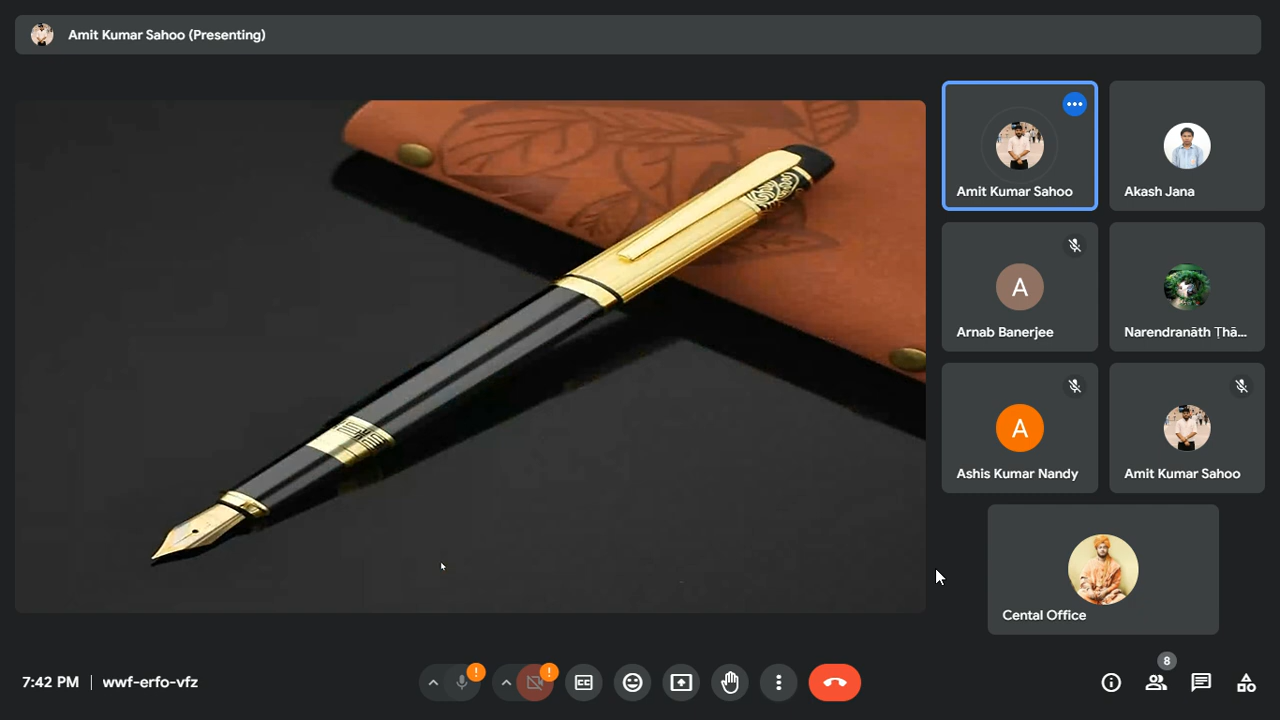 Amit Kumar Sahoo (Presenting)
Amit Kumar Sahoo
Akash Jana
A
Arnab Banerjee
Narendranāth Ṭhā...
A
Ashis Kumar Nandy
Amit Kumar Sahoo
Cental Office
7:42 PM | wwf-erfo-vfz
8